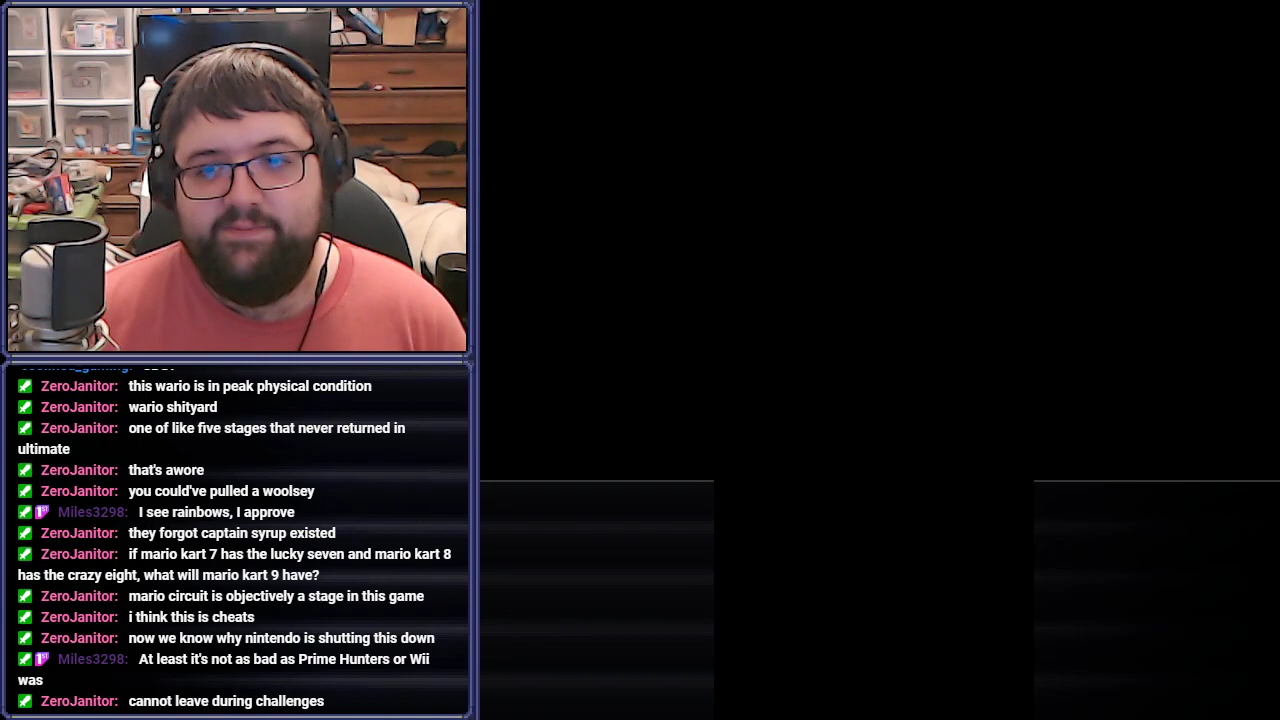 ZeroJanitor: this wario is in peak physical condition
ZeroJanitor: wario shityard
ZeroJanitor: one of like five stages that never returned in
ultimate
ZeroJanitor: that's awore
ZeroJanitor: you could've pulled a woolsey
Miles3298: I see rainbows, I approve
ZeroJanitor: they forgot captain syrup existed
ZeroJanitor: if mario kart 7 has the lucky seven and mario kart 8
has the crazy eight, what will mario kart 9 have?
ZeroJanitor: mario circuit is objectively a stage in this game
ZeroJanitor: i think this is cheats
ZeroJanitor: now we know why nintendo is shutting this down
Miles3298: At least it's not as bad as Prime Hunters or Wii
was
ZeroJanitor: cannot leave during challenges